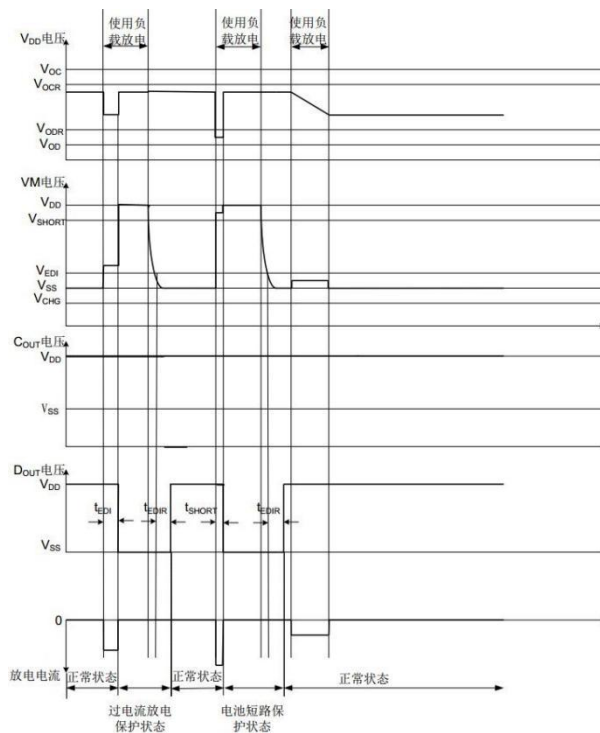 使用负
载放电
使用负
载放电
使用负
载放电
VDD电压
VOC
VOCR
VODR
VOD
VM电压
VDD
VSHORT
VEDI
VSS
VCHG
COUT电压
VDD
VSS
DOUT电压
VDD
tEDI
tEDIR
tSHORT
tEDIR
VSS
0
放电电流
正常状态
正常状态
正常状态
过电流放电
保护状态
电池短路保
护状态